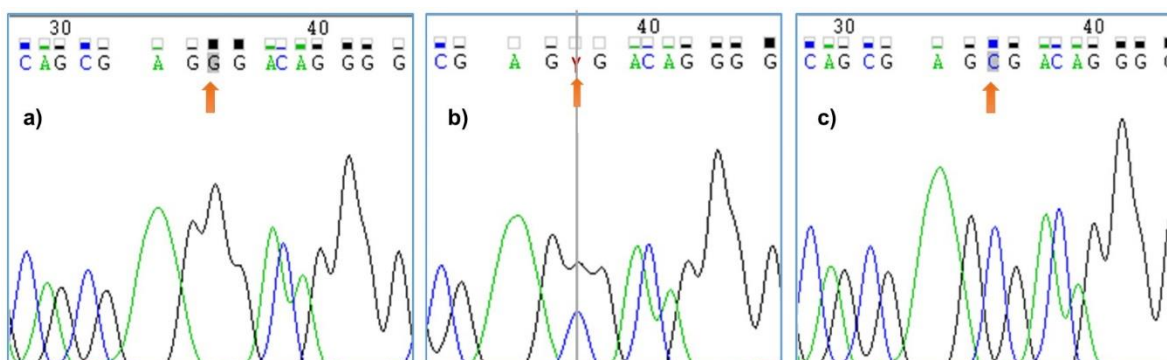 30 40
C A G C G A G G G A C A G G G G
a)
40
C G A G Y G A C A G G G G
b)
30 40
C A G C G A G C G A C A G G G
c)